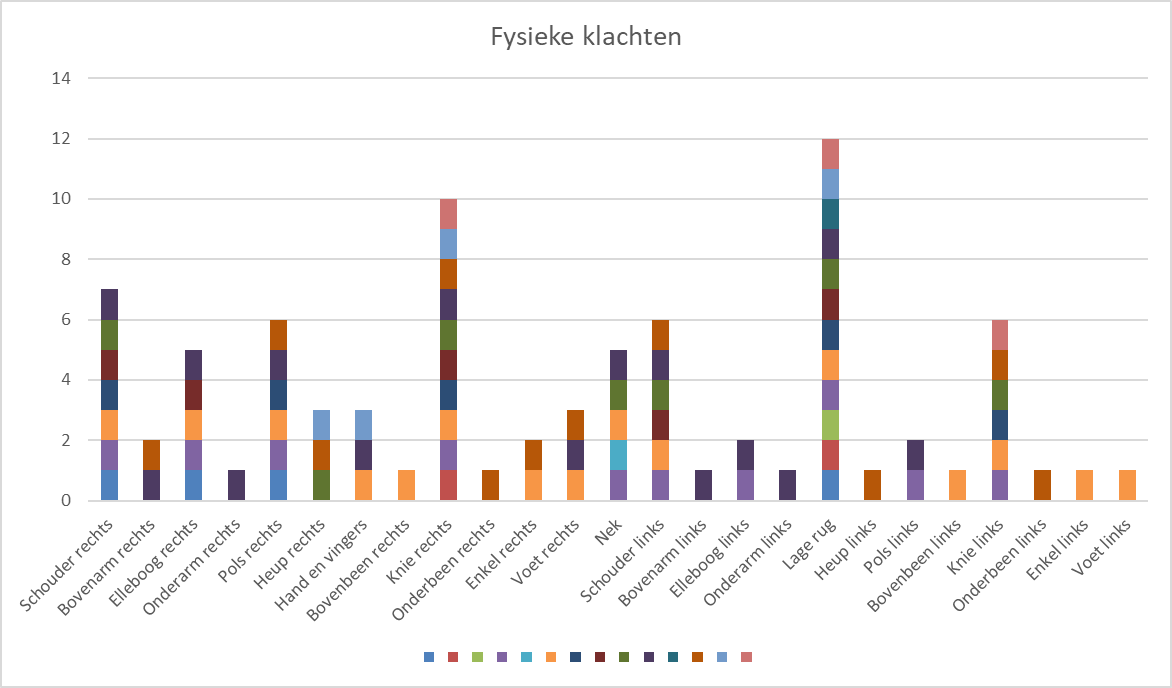 Fysieke klachten
14
12
10
8
6
4
2
0
Schouder rechts
Bovenarm rechts
Elleboog rechts
Onderarm rechts
Pols rechts
Heup rechts
Hand en vingers
Bovenbeen rechts
Knie rechts
Onderbeen rechts
Enkel rechts
Voet rechts
Nek
Schouder links
Bovenarm links
Elleboog links
Onderarm links
Lage rug
Heup links
Pols links
Bovenbeen links
Knie links
Onderbeen links
Enkel links
Voet links